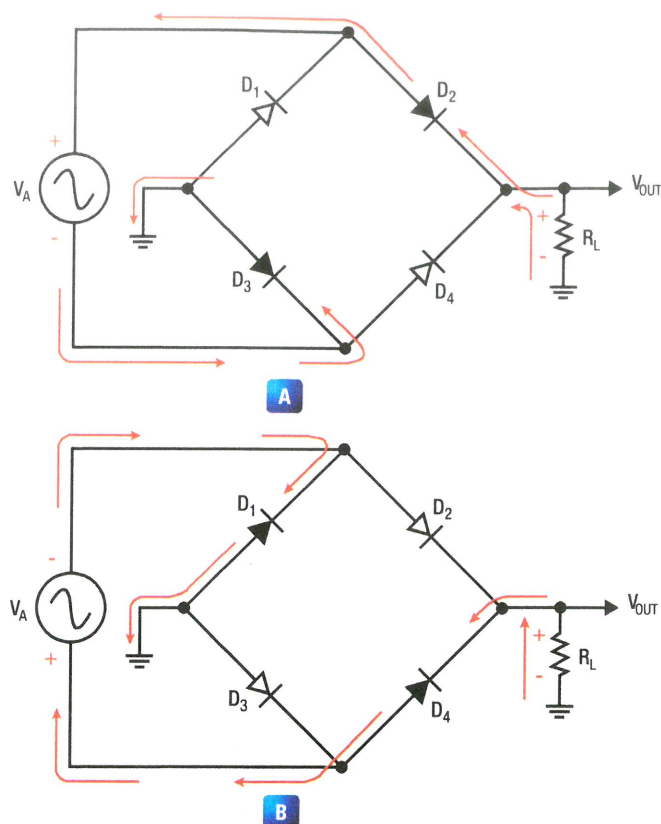 D1
D2
+
VA
-
VOUT
+
-
RL
D3
D4
A
D1
D2
-
VA
+
VOUT
+
-
RL
D3
D4
B